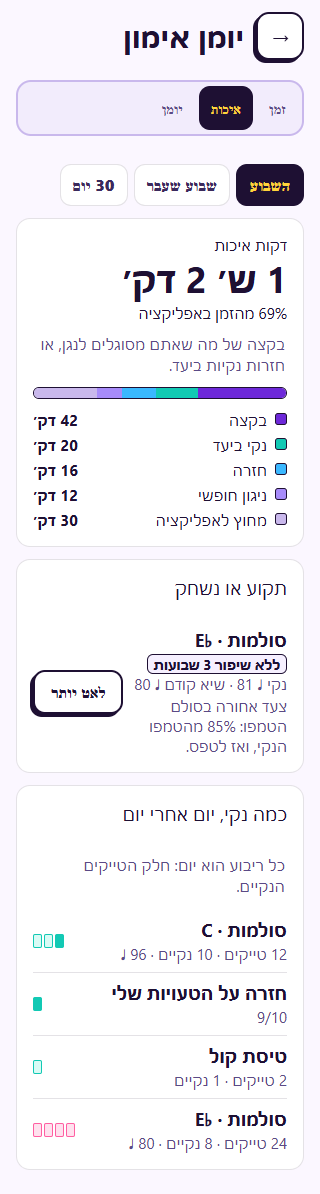 →
יומן אימון
זמן
איכות
יומן
השבוע
שבוע שעבר
30 יום
דקות איכות
1 ש׳ 2 דק׳
69% מהזמן באפליקציה
בקצה של מה שאתם מסוגלים לנגן, או
חזרות נקיות ביעד.
בקצה 42 דק׳
נקי ביעד 20 דק׳
חזרה 16 דק׳
ניגון חופשי 12 דק׳
מחוץ לאפליקציה 30 דק׳
תקוע או נשחק
סולמות · E♭
ללא שיפור 3 שבועות
נקי ♩ 81 · שיא קודם ♩ 80
צעד אחורה בסולם
הטמפו: 85% מהטמפו
הנקי, ואז לטפס.
לאט יותר
כמה נקי, יום אחרי יום
כל ריבוע הוא יום: חלק הטייקים
הנקיים.
סולמות · C
12 טייקים · 10 נקיים · ♩ 96
חזרה על הטעויות שלי
9/10
טיסת קול
2 טייקים · 1 נקיים
סולמות · E♭
24 טייקים · 8 נקיים · ♩ 80